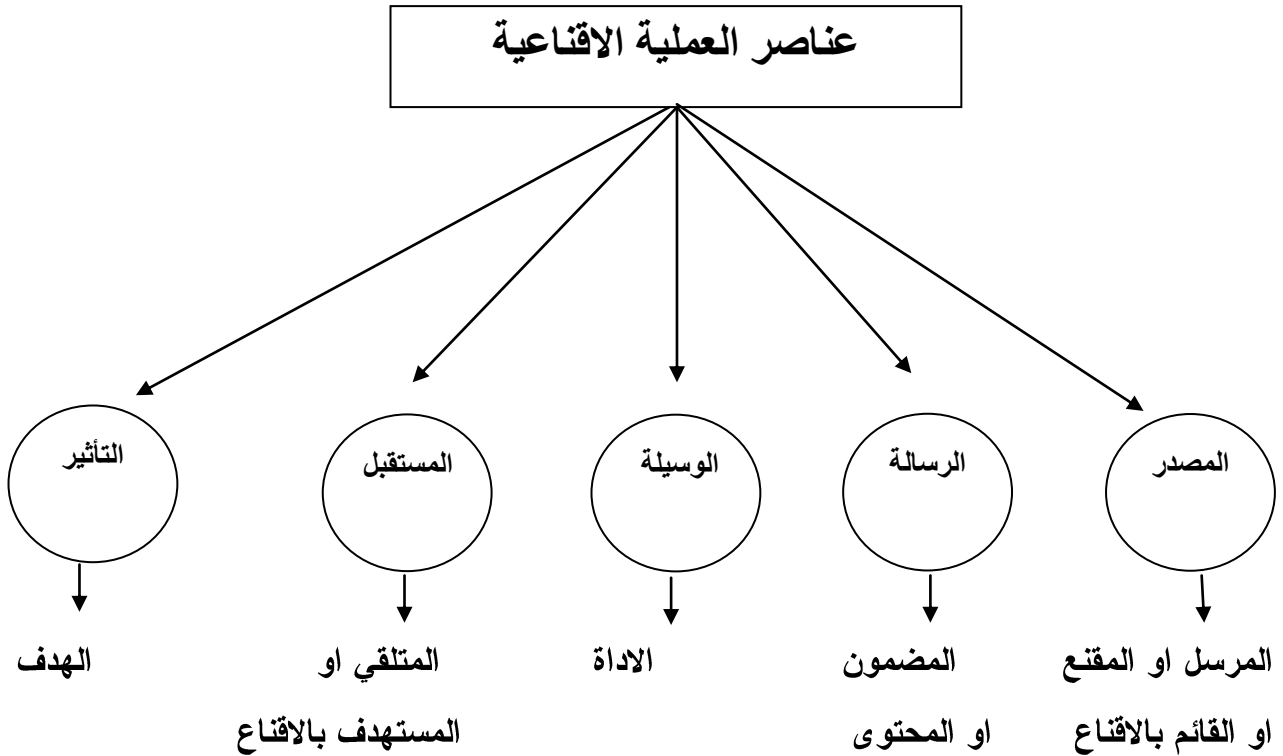 عناصر العملية الاقناعية
المصدر
الرسالة
الوسيلة
المستقبل
التأثير
المرسل او المقنع
او القائم بالاقناع
المضمون
او المحتوى
الاداة
المتلقي او
المستهدف بالاقناع
الهدف